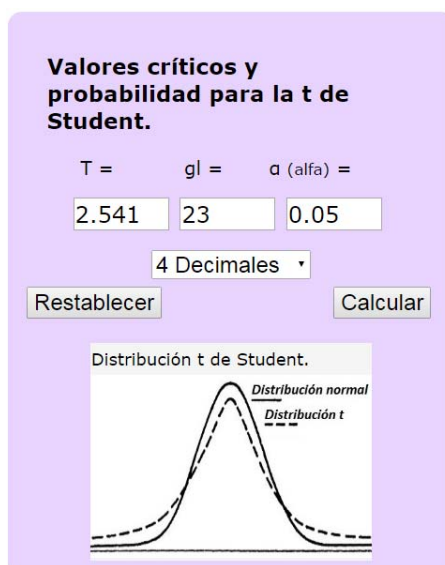 Valores críticos y
probabilidad para la t de
Student.
T = gl = α (alfa) =
2.541 23 0.05
4 Decimales
Restablecer Calcular
Distribución t de Student.
Distribución normal
Distribución t